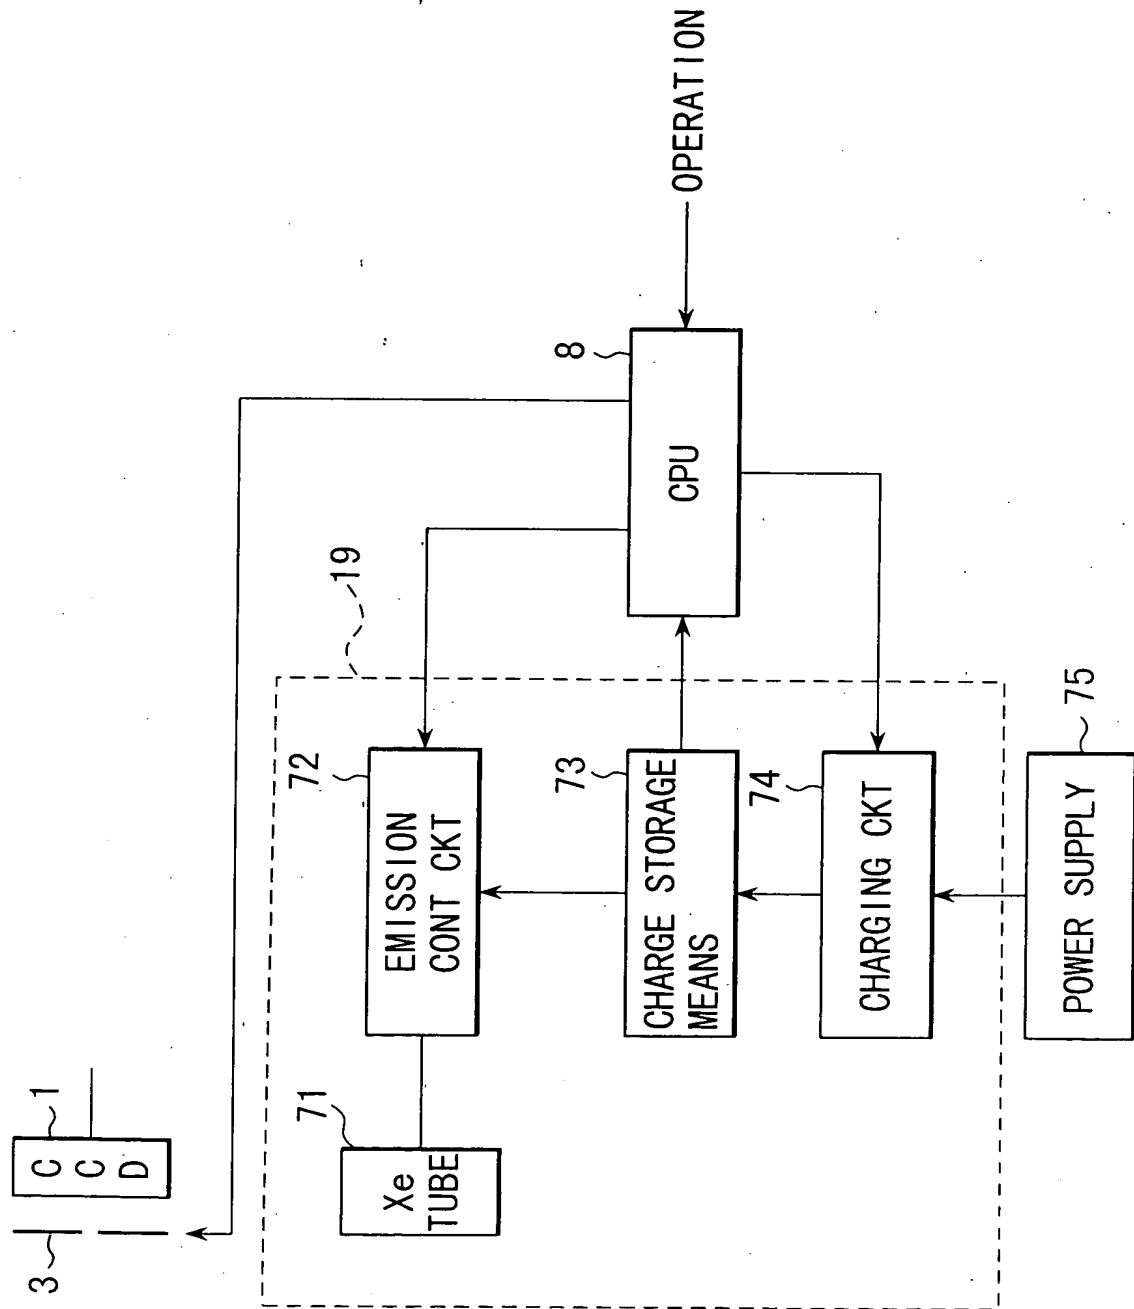 3
1
C
C
D
71
Xe
TUBE
72
EMISSION
CONT CKT
19
73
CHARGE STORAGE
MEANS
8
CPU
OPERATION
74
CHARGING CKT
75
POWER SUPPLY